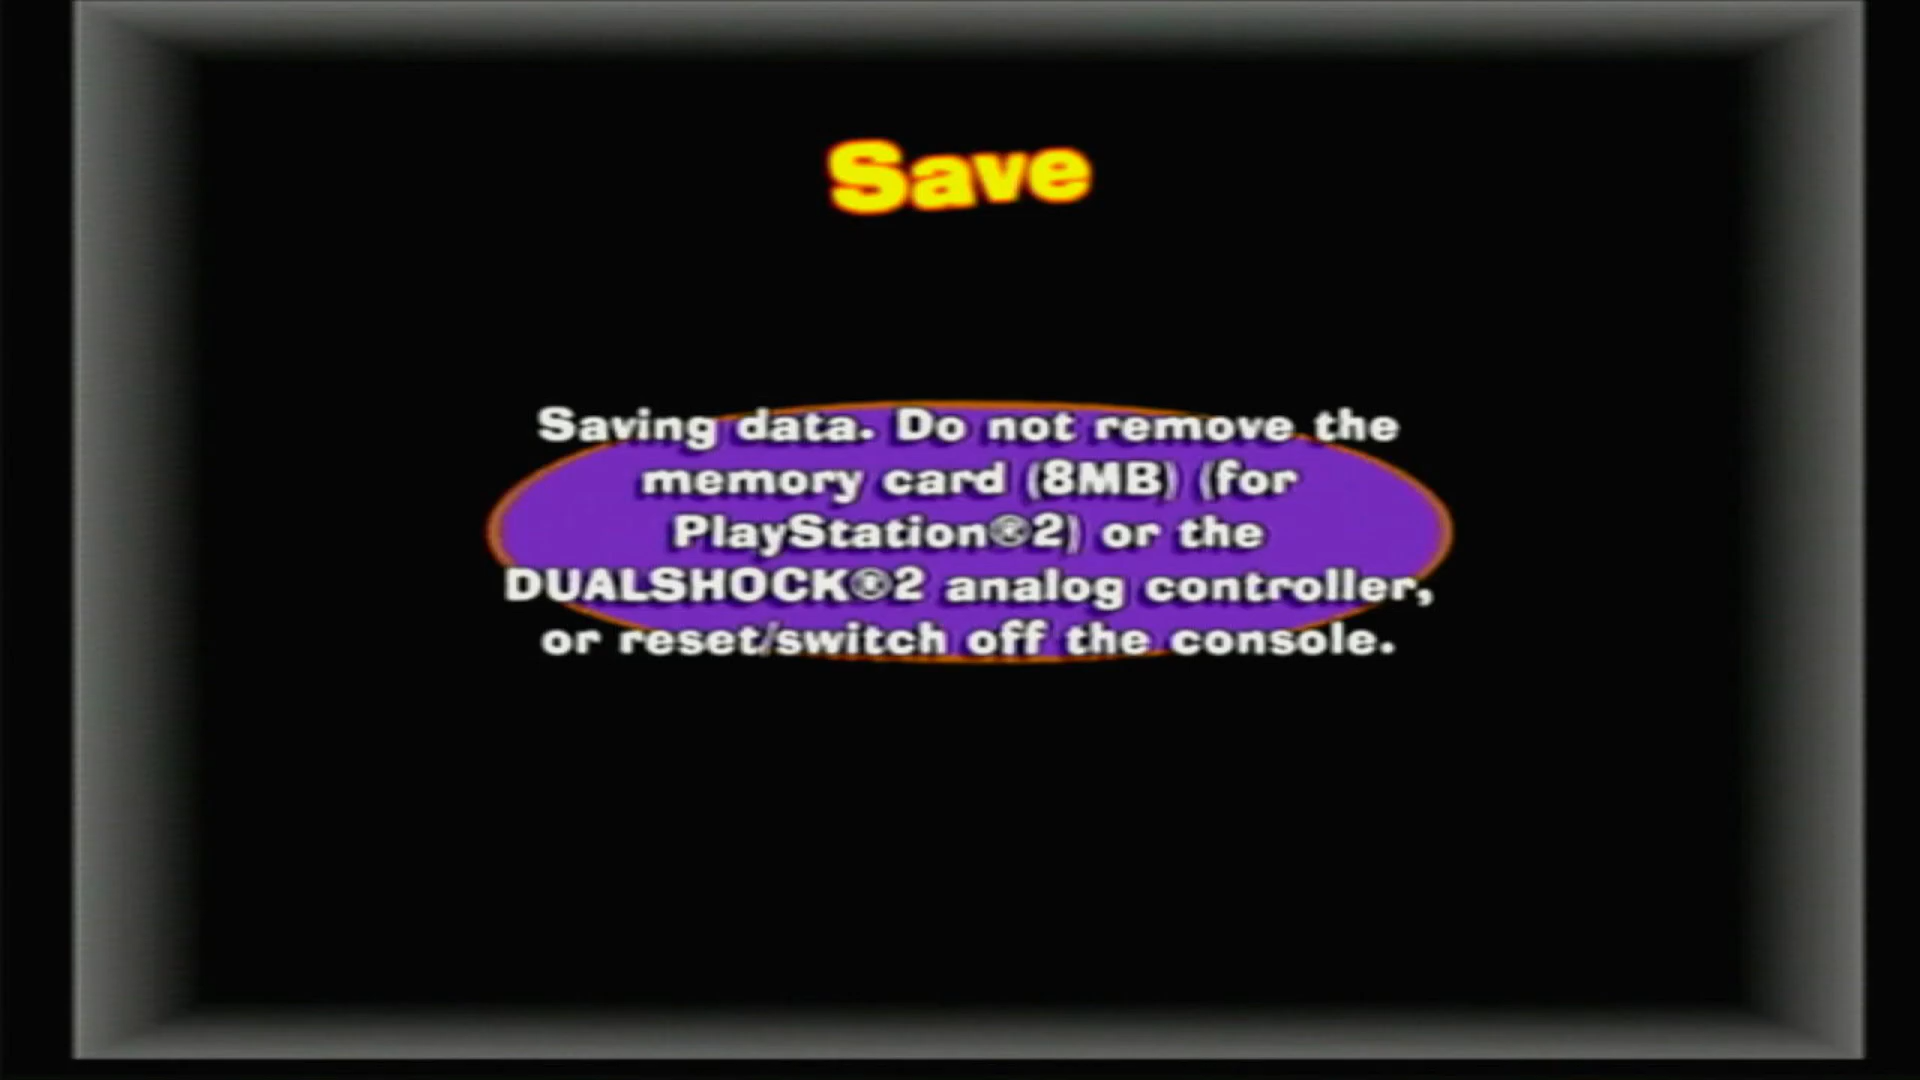 Save
Saving data. Do not remove the
memory card (8MB) (for
PlayStation®2) or the
DUALSHOCK®2 analog controller,
or reset/switch off the console.